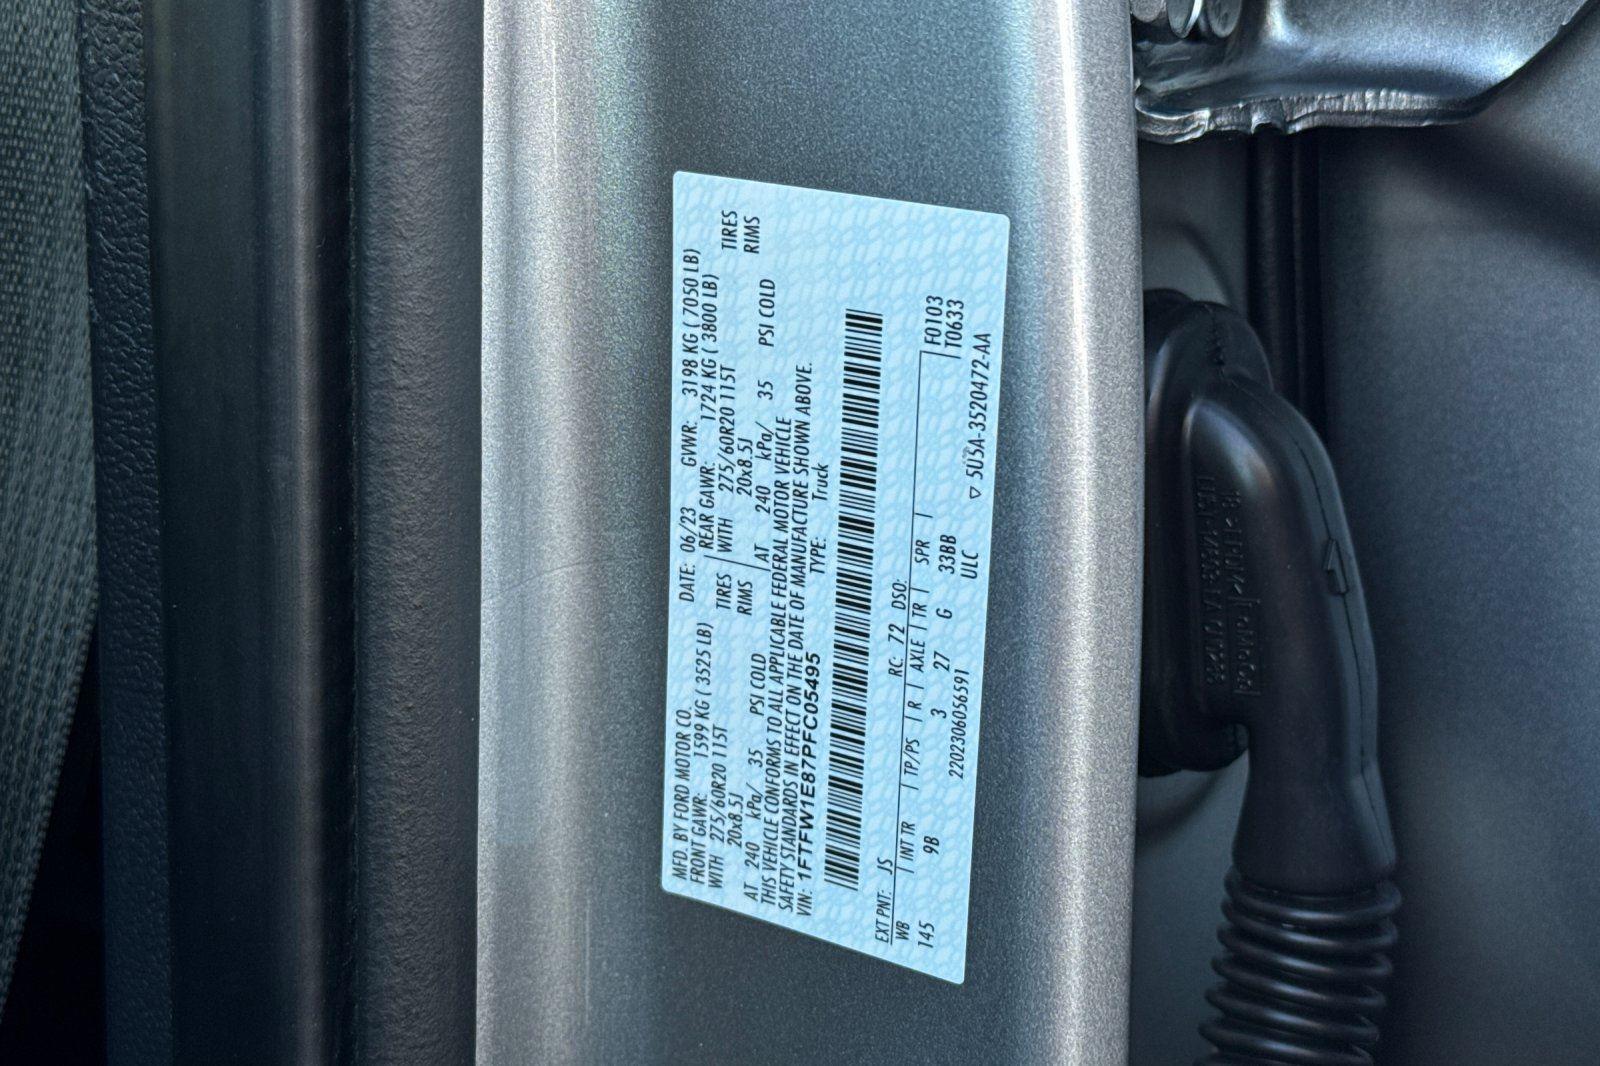 MFD. BY FORD MOTOR CO.
DATE: 06/23 GVWR: 3198 KG ( 7050 LB)
FRONT GAWR: 1599 KG ( 3525 LB) REAR GAWR: 1724 KG ( 3800 LB)
WITH 275/60R20 115T TIRES WITH 275/60R20 115T TIRES
20x8.5J RIMS 20x8.5J RIMS
AT 240 kPa/ 35 PSI COLD AT 240 kPa/ 35 PSI COLD
THIS VEHICLE CONFORMS TO ALL APPLICABLE FEDERAL MOTOR VEHICLE
SAFETY STANDARDS IN EFFECT ON THE DATE OF MANUFACTURE SHOWN ABOVE.
VIN: 1FTFW1E87PFC05495 TYPE: Truck
EXT PNT: JS RC: 72 DSO: F0103
WB | INT TR | TP/PS | R | AXLE | TR | SPR | T0633
145 9B 3 27 G 33BB
2202306056591 ULC ▽ 5U5A-3520472-AA